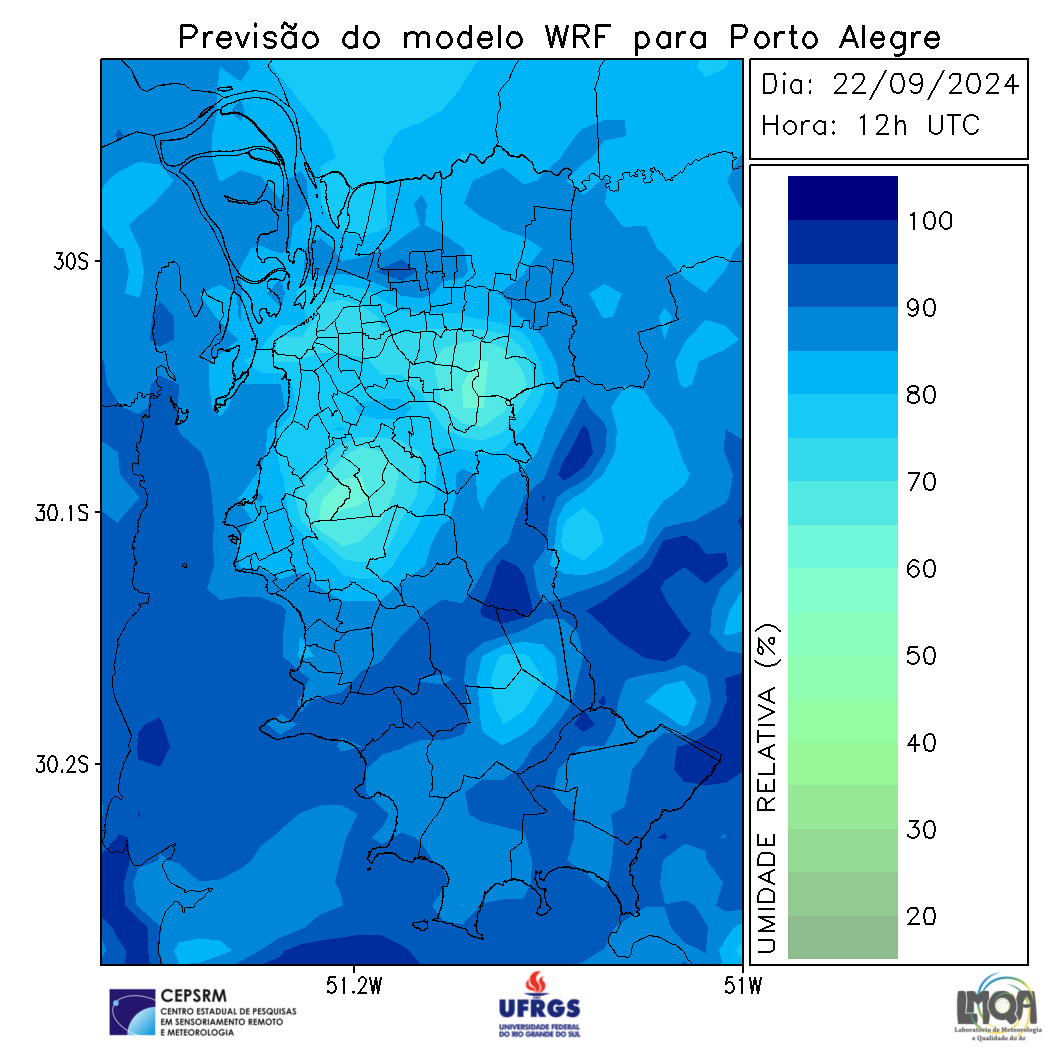 Previsão do modelo WRF para Porto Alegre
Dia: 22/09/2024
Hora: 12h UTC
30S
30.1S
30.2S
51.2W
51W
UMIDADE RELATIVA (%)
100
90
80
70
60
50
40
30
20
CEPSRM
CENTRO ESTADUAL DE PESQUISAS
EM SENSORIAMENTO REMOTO
E METEOROLOGIA
UFRGS
UNIVERSIDADE FEDERAL
DO RIO GRANDE DO SUL
LMQA
Laboratório de Meteorologia
e Qualidade do Ar